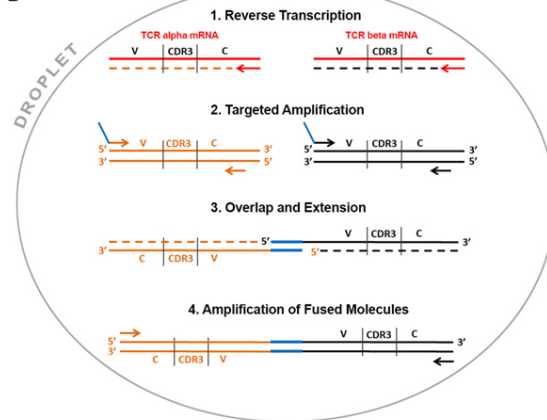 1. Reverse Transcription
TCR alpha mRNA TCR beta mRNA
V CDR3 C V CDR3 C
DROPLET
2. Targeted Amplification
5' V CDR3 C 3' 5' V CDR3 C 3'
3' 5' 3' 5'
3. Overlap and Extension
5' V CDR3 C 3'
3' 5'
C CDR3 V
4. Amplification of Fused Molecules
5' V CDR3 C 3'
3'
C CDR3 V